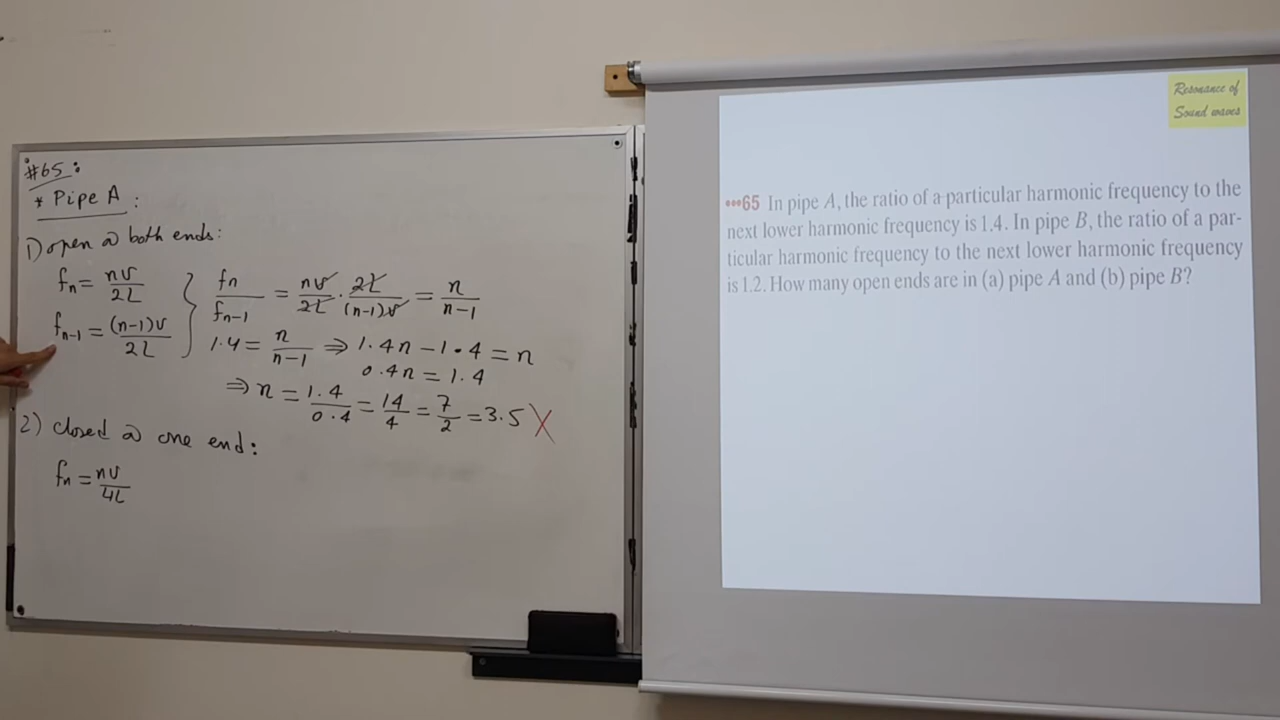 #65:
* Pipe A:
1) open @ both ends:
fn = nv/2L
fn-1 = (n-1)v/2L
fn/fn-1 = nv/2L . 2L/(n-1)v = n/n-1
1.4 = n/n-1 ⇒ 1.4n - 1.4 = n
0.4n = 1.4
⇒ n = 1.4/0.4 = 14/4 = 7/2 = 3.5 X
2) closed @ one end:
fn = nv/4L
Resonance of
Sound waves
•••65 In pipe A, the ratio of a particular harmonic frequency to the
next lower harmonic frequency is 1.4. In pipe B, the ratio of a par-
ticular harmonic frequency to the next lower harmonic frequency
is 1.2. How many open ends are in (a) pipe A and (b) pipe B?